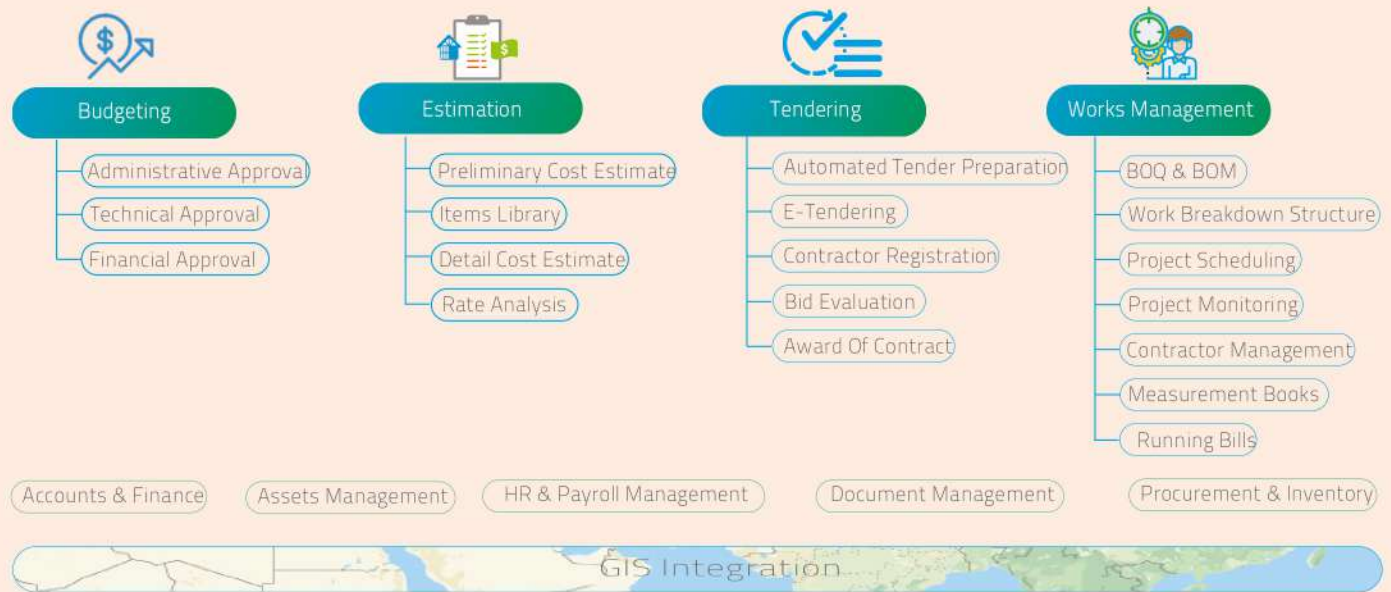 Budgeting
Administrative Approval
Technical Approval
Financial Approval
Estimation
Preliminary Cost Estimate
Items Library
Detail Cost Estimate
Rate Analysis
Tendering
Automated Tender Preparation
E-Tendering
Contractor Registration
Bid Evaluation
Award Of Contract
Works Management
BOQ & BOM
Work Breakdown Structure
Project Scheduling
Project Monitoring
Contractor Management
Measurement Books
Running Bills
Accounts & Finance
Assets Management
HR & Payroll Management
Document Management
Procurement & Inventory
GIS Integration